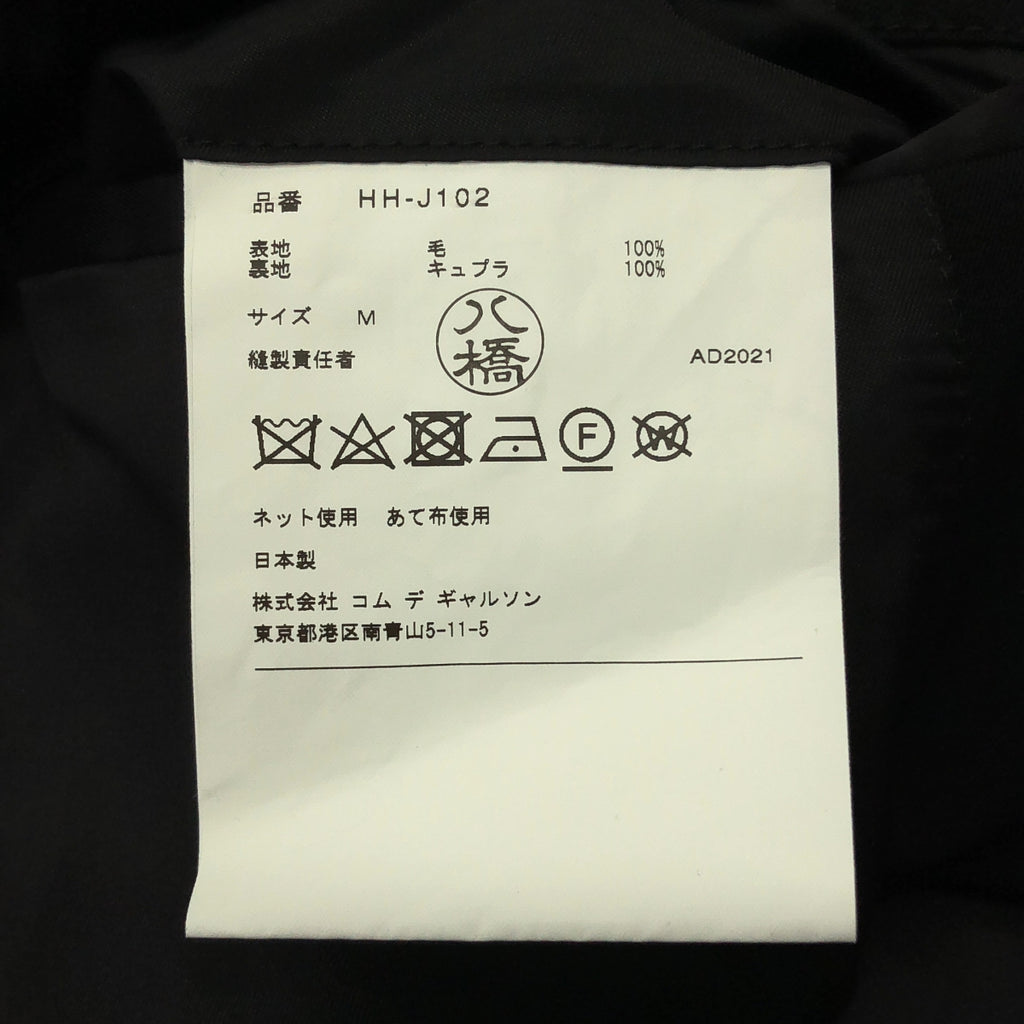 品番 HH-J102
表地 毛 100%
裏地 キュプラ 100%
サイズ M
八橋
縫製責任者 AD2021
F W
ネット使用 あて布使用
日本製
株式会社 コム デ ギャルソン
東京都港区南青山5-11-5